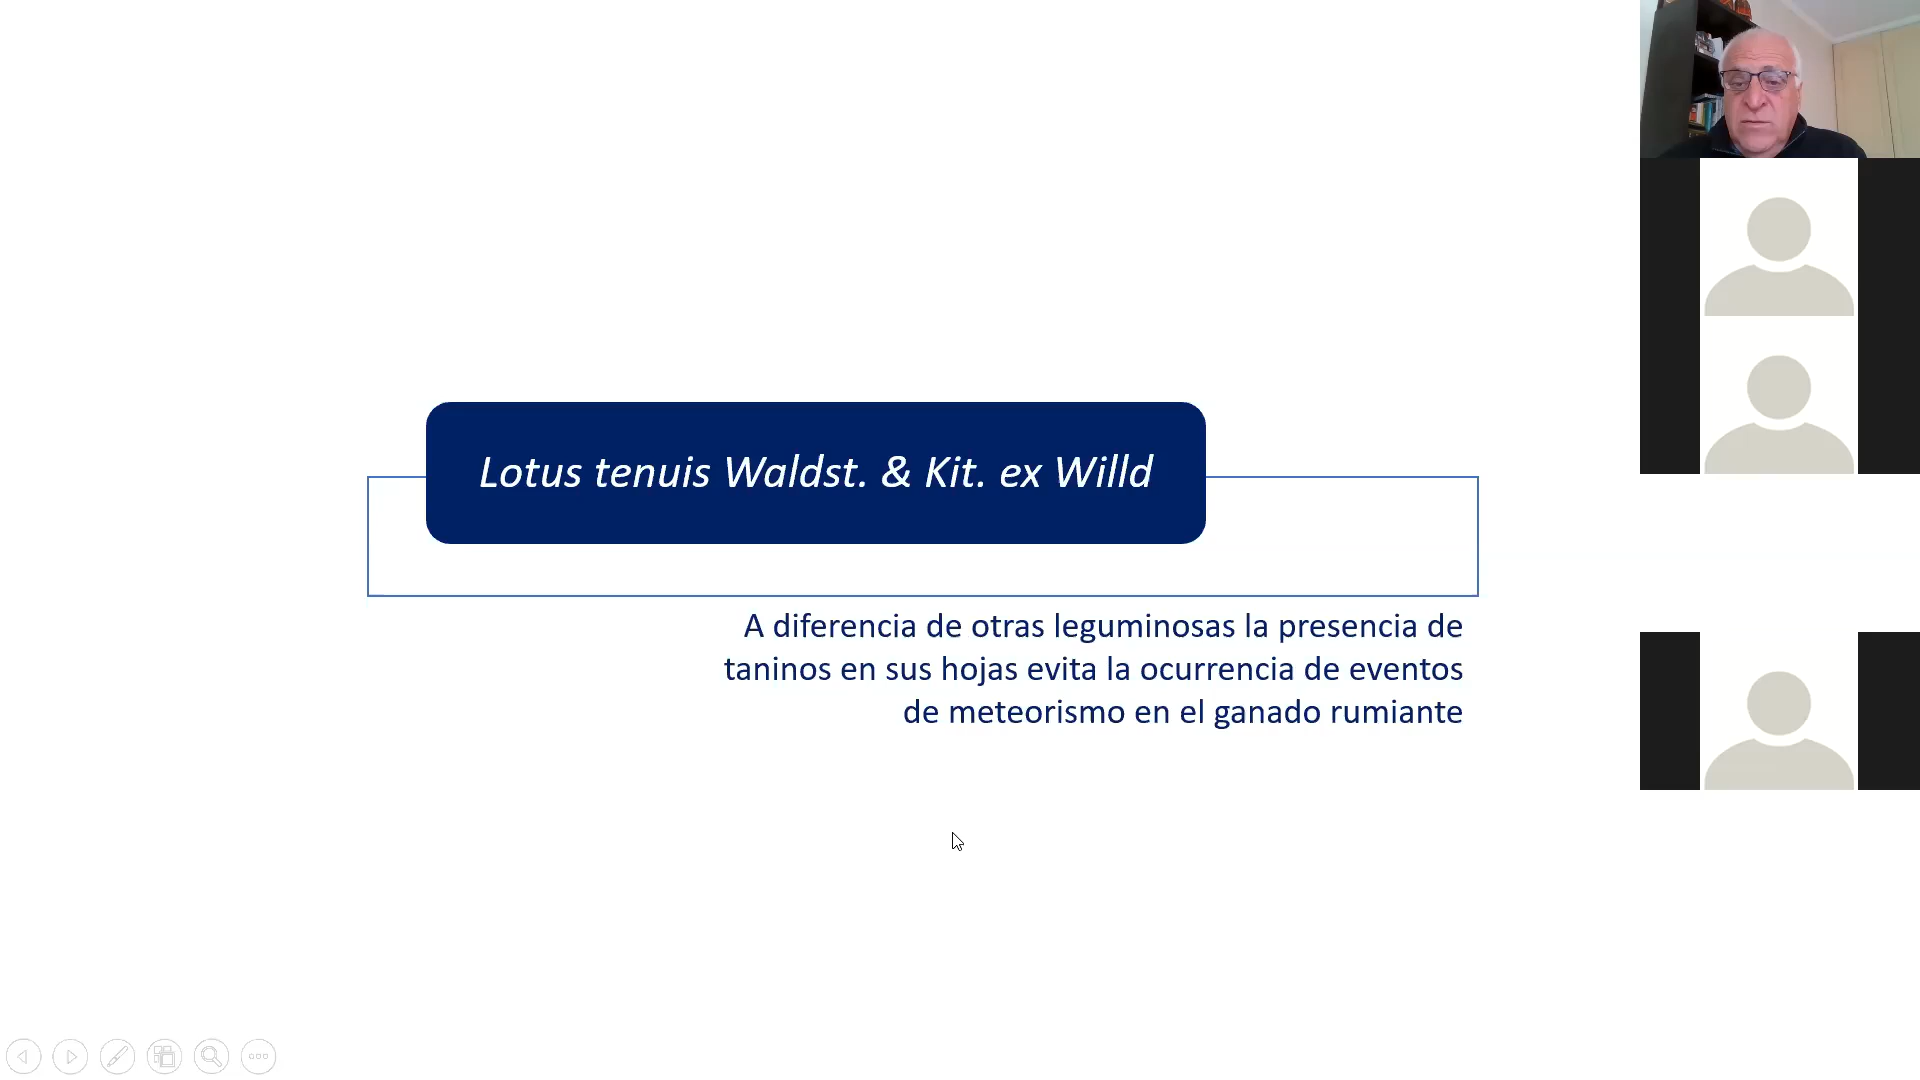 Lotus tenuis Waldst. & Kit. ex Willd
A diferencia de otras leguminosas la presencia de
taninos en sus hojas evita la ocurrencia de eventos
de meteorismo en el ganado rumiante